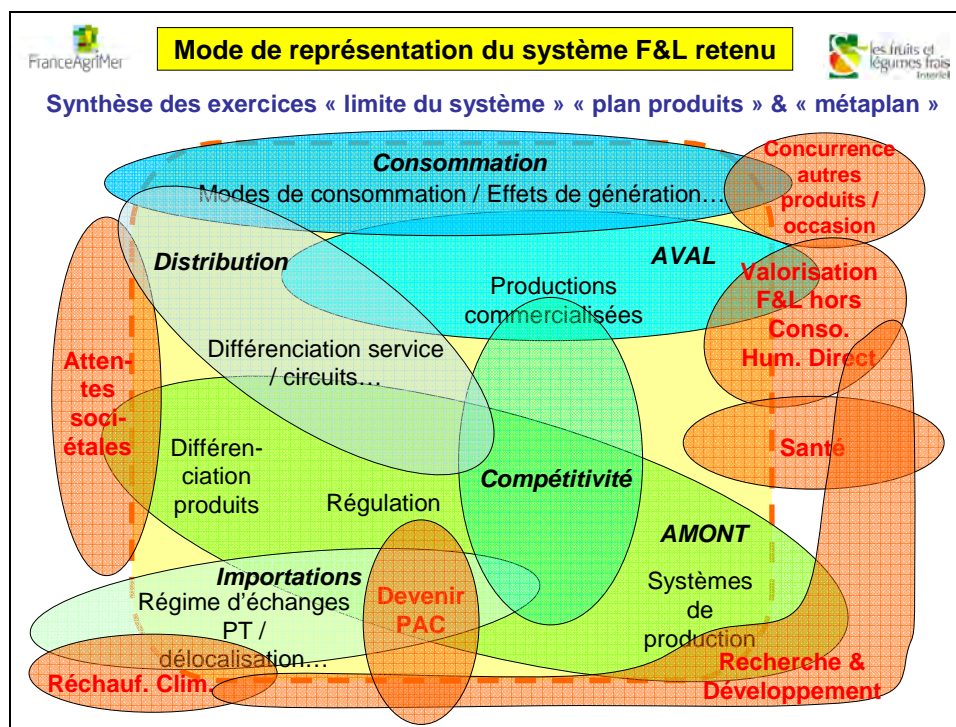 FranceAgriMer
Mode de représentation du système F&L retenu
les fruits et
légumes frais
Interfel
Synthèse des exercices « limite du système » « plan produits » & « métaplan »
Consommation
Modes de consommation / Effets de génération…
Concurrence
autres
produits /
occasion
Distribution
AVAL
Productions
commercialisées
Valorisation
F&L hors
Conso.
Hum. Direct
Différenciation service
/ circuits…
Atten-
tes
soci-
étales
Différen-
ciation
produits
Régulation
Compétitivité
Santé
AMONT
Systèmes
de
production
Importations
Régime d'échanges
PT /
délocalisation…
Devenir
PAC
Réchauf. Clim.
Recherche &
Développement